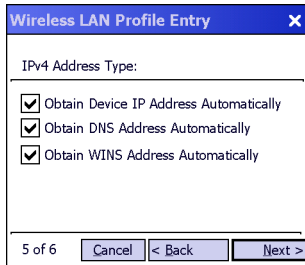 Wireless LAN Profile Entry
IPv4 Address Type:
Obtain Device IP Address Automatically
Obtain DNS Address Automatically
Obtain WINS Address Automatically
5 of 6 Cancel < Back Next >